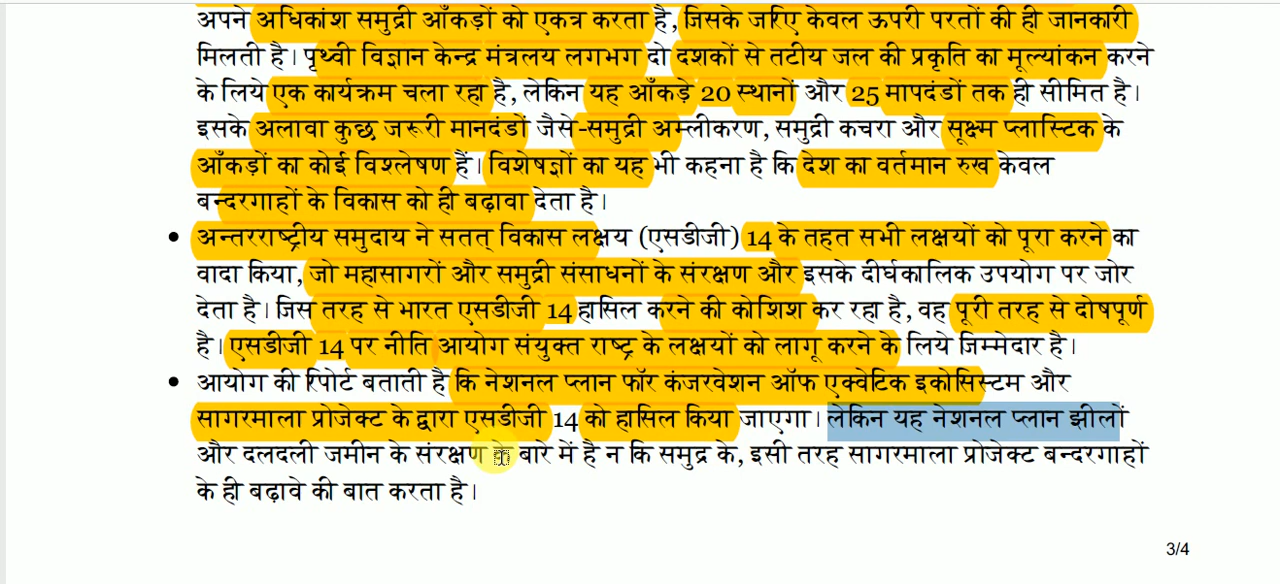 अपने अधिकांश समुद्री आँकड़ों को एकत्र करता है, जिसके जरिए केवल ऊपरी परतों की ही जानकारी
मिलती है। पृथ्वी विज्ञान केन्द्र मंत्रलय लगभग दो दशकों से तटीय जल की प्रकृति का मूल्यांकन करने
के लिये एक कार्यक्रम चला रहा है, लेकिन यह आँकड़े 20 स्थानों और 25 मापदंडों तक ही सीमित है।
इसके अलावा कुछ जरूरी मानदंडों जैसे-समुद्री अम्लीकरण, समुद्री कचरा और सूक्ष्म प्लास्टिक के
आँकड़ों का कोई विश्लेषण हैं। विशेषज्ञों का यह भी कहना है कि देश का वर्तमान रुख केवल
बन्दरगाहों के विकास को ही बढ़ावा देता है।
• अन्तरराष्ट्रीय समुदाय ने सतत् विकास लक्षय (एसडीजी) 14 के तहत सभी लक्षयों को पूरा करने का
वादा किया, जो महासागरों और समुद्री संसाधनों के संरक्षण और इसके दीर्घकालिक उपयोग पर जोर
देता है। जिस तरह से भारत एसडीजी 14 हासिल करने की कोशिश कर रहा है, वह पूरी तरह से दोषपूर्ण
है। एसडीजी 14 पर नीति आयोग संयुक्त राष्ट्र के लक्षयों को लागू करने के लिये जिम्मेदार है।
• आयोग की रिपोर्ट बताती है कि नेशनल प्लान फॉर कंजरवेशन ऑफ एक्वेटिक इकोसिस्टम और
सागरमाला प्रोजेक्ट के द्वारा एसडीजी 14 को हासिल किया जाएगा। लेकिन यह नेशनल प्लान झीलों
और दलदली जमीन के संरक्षण के बारे में है न कि समुद्र के, इसी तरह सागरमाला प्रोजेक्ट बन्दरगाहों
के ही बढ़ावे की बात करता है।
3/4